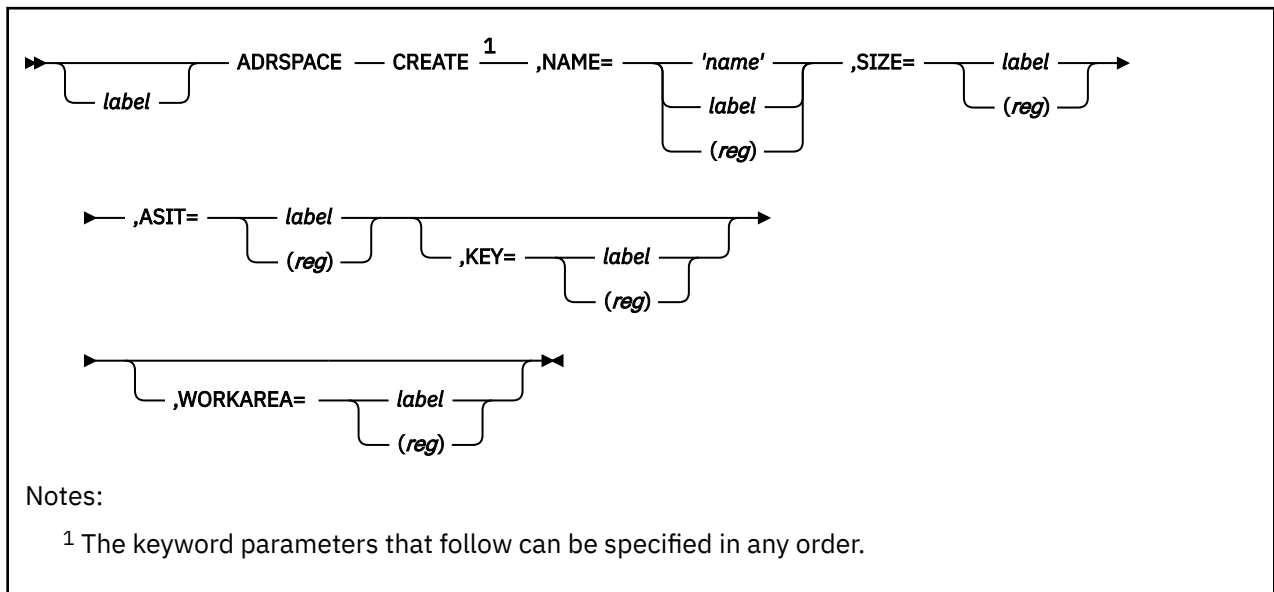 ADRSPACE CREATE 1 ,NAME= 'name' ,SIZE= label
label label (reg)
(reg)
,ASIT= label
(reg) ,KEY= label
(reg)
,WORKAREA= label
(reg)
Notes:
1 The keyword parameters that follow can be specified in any order.